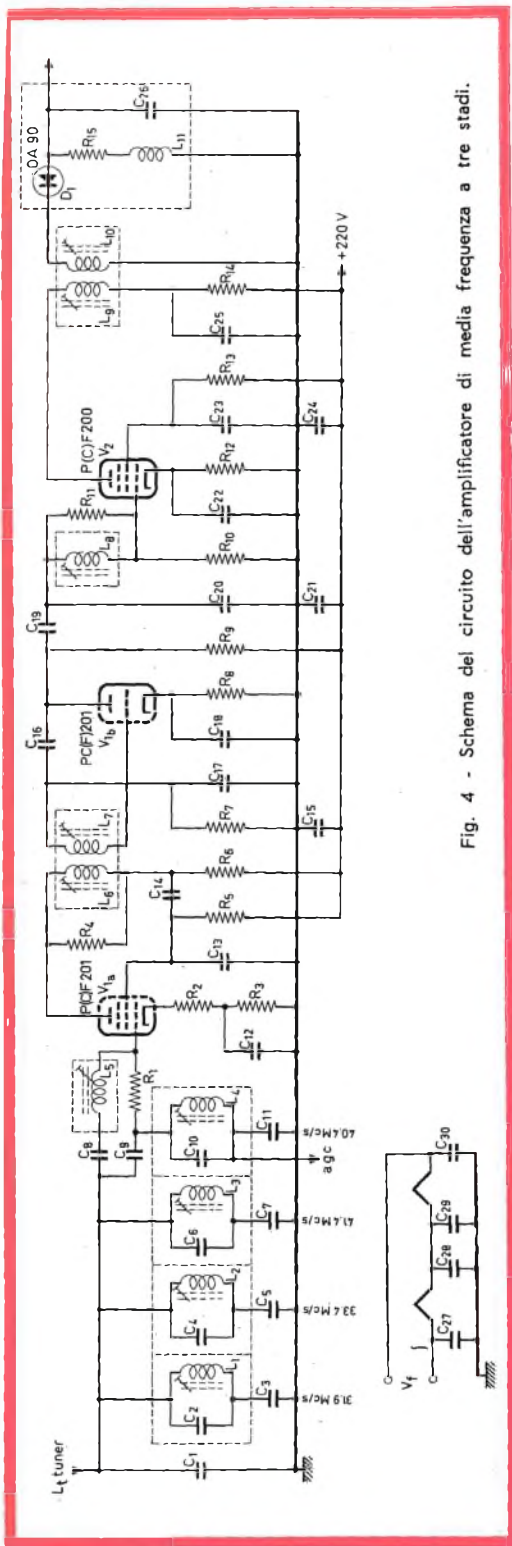 Lt tuner
C1
C2
L1
C3
31.9 Mc/s
C4
L2
C5
33.4 Mc/s
C6
L3
C7
41.4 Mc/s
C8
C9
L5
R1
C10
L4
C11
40.4 Mc/s
agc
P(C)F201
V1a
R2
C12
R3
R4
L6
L7
C13
C14
R5
R6
C15
R7
C17
C16
PC(F)201
V1b
C18
R8
R9
C19
C20
C21
L8
R11
R10
P(C)F200
V2
C22
R12
C23
R13
C24
L9
L10
C25
R14
+220 V
OA 90
D1
R15
L11
C26
Vf
C27
C28
C29
C30
Fig. 4 - Schema del circuito dell'amplificatore di media frequenza a tre stadi.